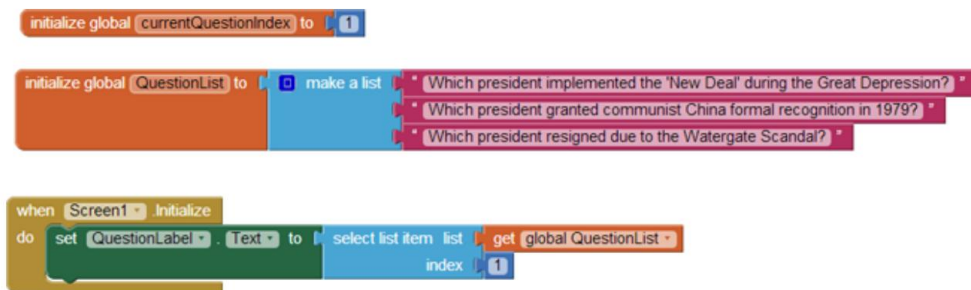 initialize global currentQuestionIndex to 1
initialize global QuestionList to make a list " Which president implemented the 'New Deal' during the Great Depression? "
" Which president granted communist China formal recognition in 1979? "
" Which president resigned due to the Watergate Scandal? "
when Screen1 .Initialize
do set QuestionLabel . Text to select list item list get global QuestionList
index 1